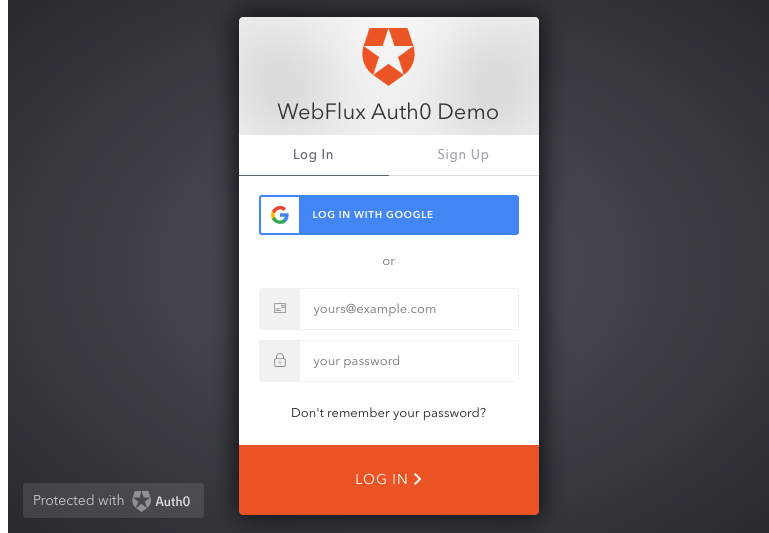 WebFlux Auth0 Demo
Log In
Sign Up
LOG IN WITH GOOGLE
or
yours@example.com
your password
Don't remember your password?
LOG IN
Protected with Auth0